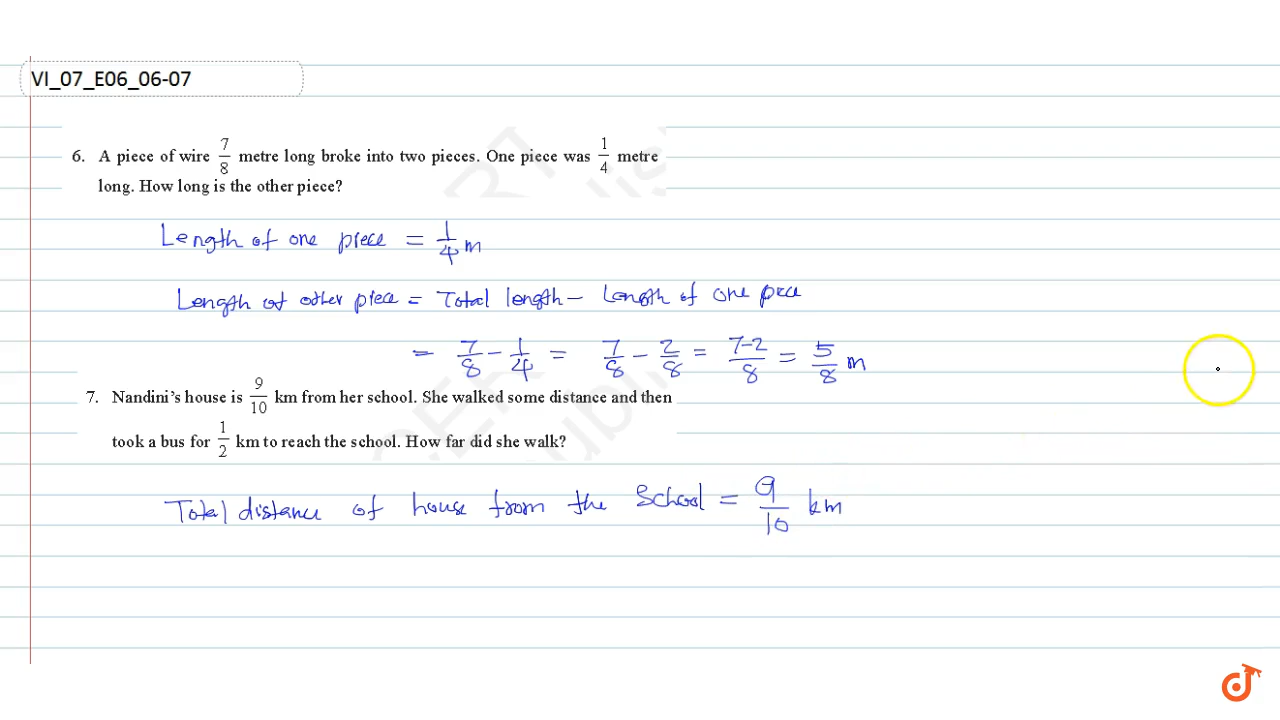 VI_07_E06_06-07
6. A piece of wire 7/8 metre long broke into two pieces. One piece was 1/4 metre
long. How long is the other piece?
Length of one piece = 1/4 m
Length of other piece = Total length - Length of one piece
= 7/8 - 1/4 = 7/8 - 2/8 = 7-2/8 = 5/8 m
7. Nandini's house is 9/10 km from her school. She walked some distance and then
took a bus for 1/2 km to reach the school. How far did she walk?
Total distance of house from the School = 9/10 km